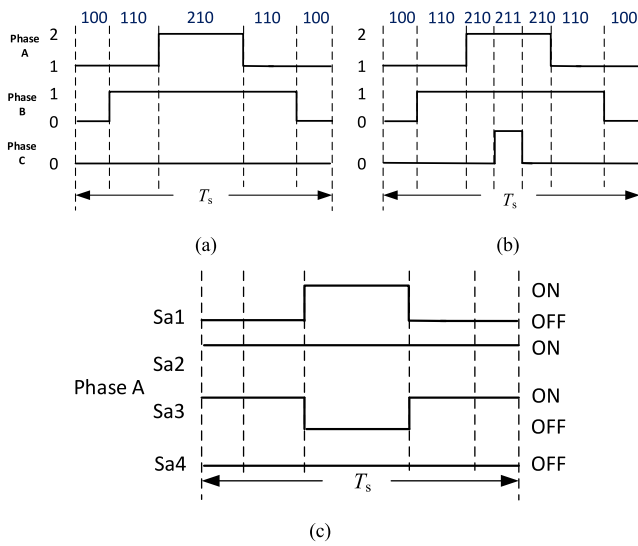 100 110 210 110 100
Phase A 2
1
Phase B 1
0
Phase C 0
Ts
(a)
100 110 210 211 210 110 100
2
1
1
0
0
Ts
(b)
Phase A
Sa1 ON
OFF
Sa2 ON
Sa3 ON
OFF
Sa4 OFF
Ts
(c)